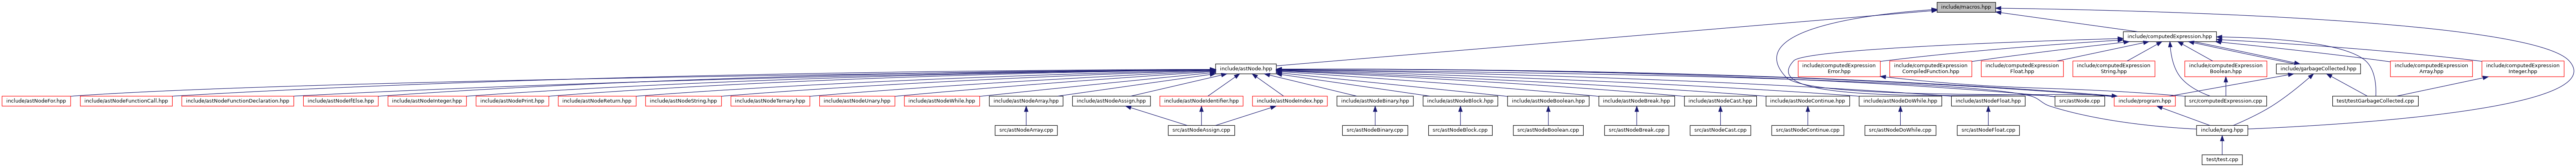 include/macros.hpp
include/computedExpression.hpp
include/astNode.hpp
include/computedExpression
Error.hpp
include/computedExpression
CompiledFunction.hpp
include/computedExpression
Float.hpp
include/computedExpression
String.hpp
include/computedExpression
Boolean.hpp
include/garbageCollected.hpp
include/computedExpression
Array.hpp
include/computedExpression
Integer.hpp
include/astNodeFor.hpp
include/astNodeFunctionCall.hpp
include/astNodeFunctionDeclaration.hpp
include/astNodeIfElse.hpp
include/astNodeInteger.hpp
include/astNodePrint.hpp
include/astNodeReturn.hpp
include/astNodeString.hpp
include/astNodeTernary.hpp
include/astNodeUnary.hpp
include/astNodeWhile.hpp
include/astNodeArray.hpp
include/astNodeAssign.hpp
include/astNodeIdentifier.hpp
include/astNodeIndex.hpp
include/astNodeBinary.hpp
include/astNodeBlock.hpp
include/astNodeBoolean.hpp
include/astNodeBreak.hpp
include/astNodeCast.hpp
include/astNodeContinue.hpp
include/astNodeDoWhile.hpp
include/astNodeFloat.hpp
src/astNode.cpp
include/program.hpp
src/computedExpression.cpp
test/testGarbageCollected.cpp
src/astNodeArray.cpp
src/astNodeAssign.cpp
src/astNodeBinary.cpp
src/astNodeBlock.cpp
src/astNodeBoolean.cpp
src/astNodeBreak.cpp
src/astNodeCast.cpp
src/astNodeContinue.cpp
src/astNodeDoWhile.cpp
src/astNodeFloat.cpp
include/tang.hpp
test/test.cpp